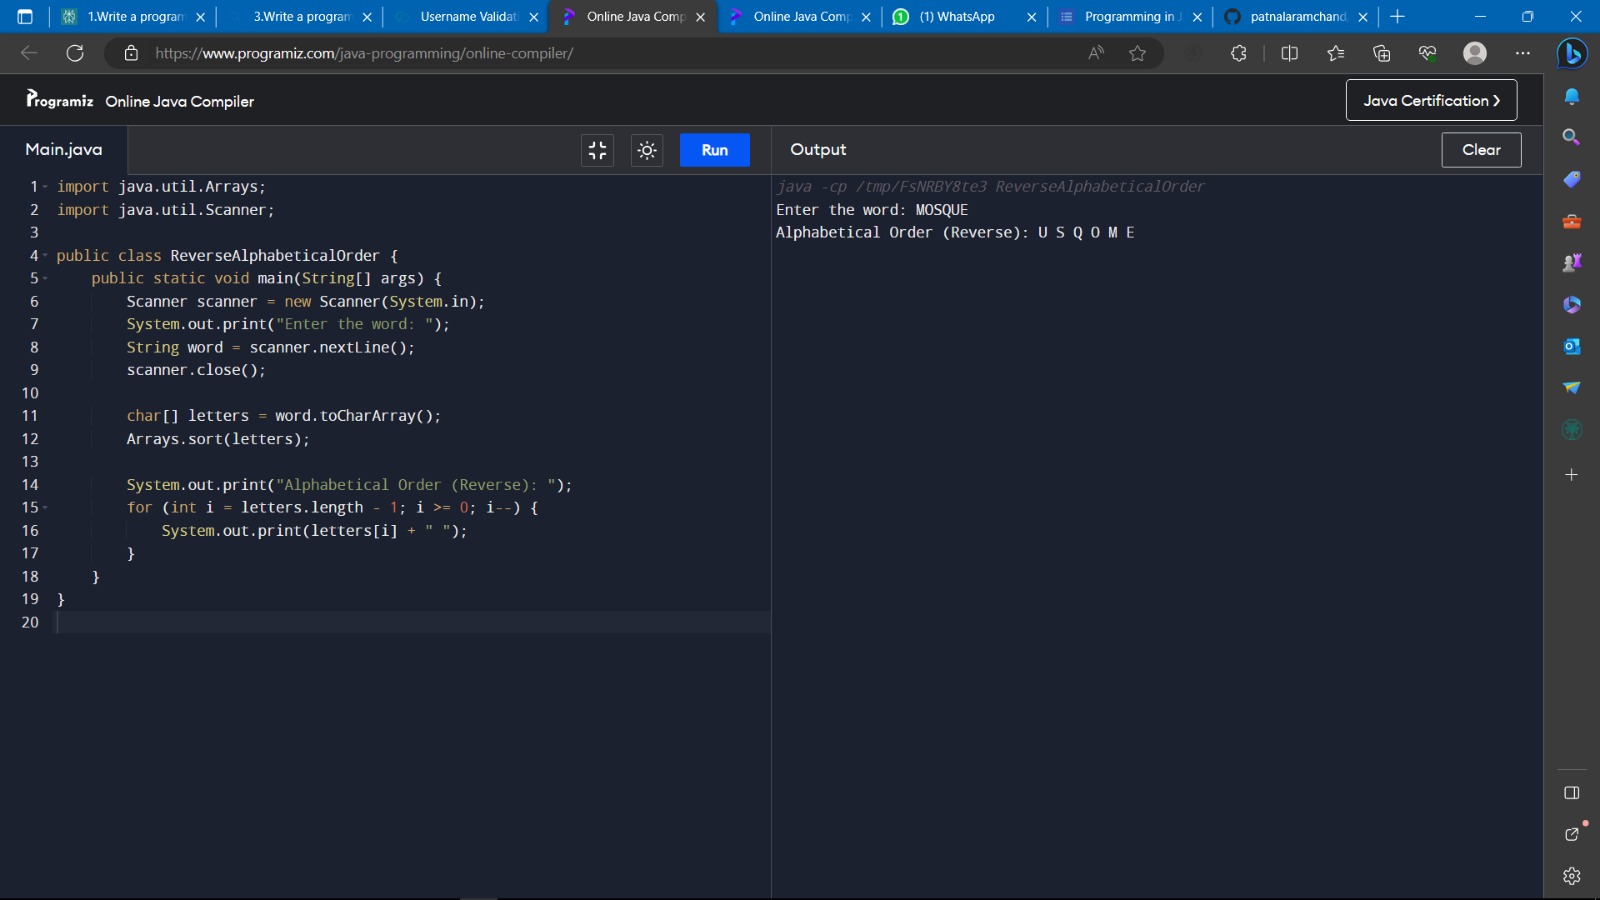 1.Write a program
3.Write a program
Username Validat
Online Java Comp
Online Java Comp
1 (1) WhatsApp
Programming in J
patnalaramchand
https://www.programiz.com/java-programming/online-compiler/
Programiz Online Java Compiler
Java Certification ❯
Main.java
Run
Output
Clear
1 import java.util.Arrays;
2 import java.util.Scanner;
3
4 public class ReverseAlphabeticalOrder {
5 public static void main(String[] args) {
6 Scanner scanner = new Scanner(System.in);
7 System.out.print("Enter the word: ");
8 String word = scanner.nextLine();
9 scanner.close();
10
11 char[] letters = word.toCharArray();
12 Arrays.sort(letters);
13
14 System.out.print("Alphabetical Order (Reverse): ");
15 for (int i = letters.length - 1; i >= 0; i--) {
16 System.out.print(letters[i] + " ");
17 }
18 }
19 }
20
java -cp /tmp/FsNRBY8te3 ReverseAlphabeticalOrder
Enter the word: MOSQUE
Alphabetical Order (Reverse): U S Q O M E